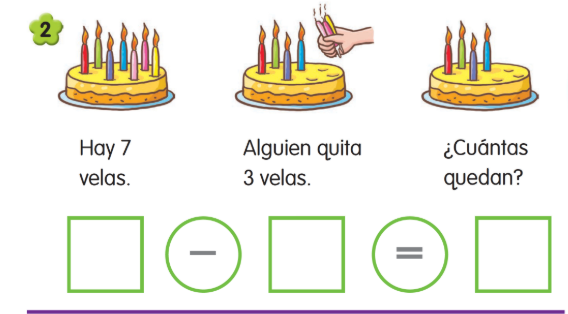 2
Hay 7
velas.
Alguien quita
3 velas.
¿Cuántas
quedan?
− =